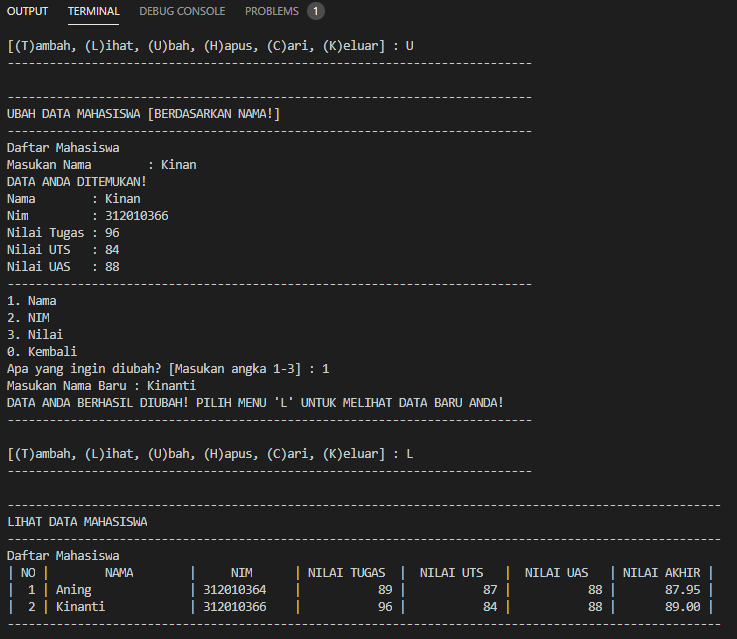 OUTPUT TERMINAL DEBUG CONSOLE PROBLEMS 1
[(T)ambah, (L)ihat, (U)bah, (H)apus, (C)ari, (K)eluar] : U
---------------------------------------------------------------------------
---------------------------------------------------------------------------
UBAH DATA MAHASISWA [BERDASARKAN NAMA!]
---------------------------------------------------------------------------
Daftar Mahasiswa
Masukan Nama        : Kinan
DATA ANDA DITEMUKAN!
Nama        : Kinan
Nim         : 312010366
Nilai Tugas : 96
Nilai UTS   : 84
Nilai UAS   : 88
---------------------------------------------------------------------------
1. Nama
2. NIM
3. Nilai
0. Kembali
Apa yang ingin diubah? [Masukan angka 1-3] : 1
Masukan Nama Baru : Kinanti
DATA ANDA BERHASIL DIUBAH! PILIH MENU 'L' UNTUK MELIHAT DATA BARU ANDA!
---------------------------------------------------------------------------
[(T)ambah, (L)ihat, (U)bah, (H)apus, (C)ari, (K)eluar] : L
---------------------------------------------------------------------------
------------------------------------------------------------------------------------------------------
LIHAT DATA MAHASISWA
------------------------------------------------------------------------------------------------------
Daftar Mahasiswa
| NO |        NAMA        |     NIM      | NILAI TUGAS  |  NILAI UTS   |  NILAI UAS   | NILAI AKHIR |
|  1 | Aning              | 312010364    |           89 |           87 |           88 |       87.95 |
|  2 | Kinanti            | 312010366    |           96 |           84 |           88 |       89.00 |
------------------------------------------------------------------------------------------------------